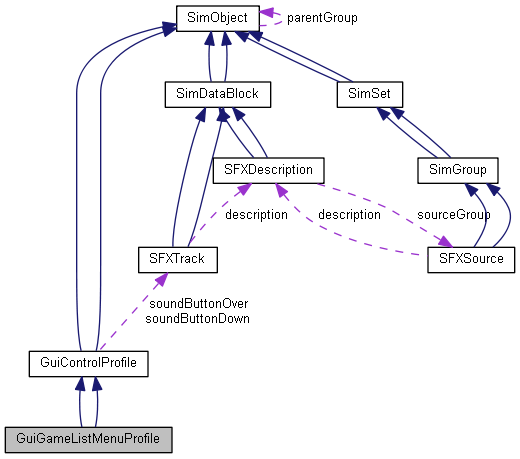 SimObject
parentGroup
SimDataBlock
SimSet
SFXDescription
SimGroup
description
description
sourceGroup
SFXTrack
SFXSource
soundButtonOver
soundButtonDown
GuiControlProfile
GuiGameListMenuProfile